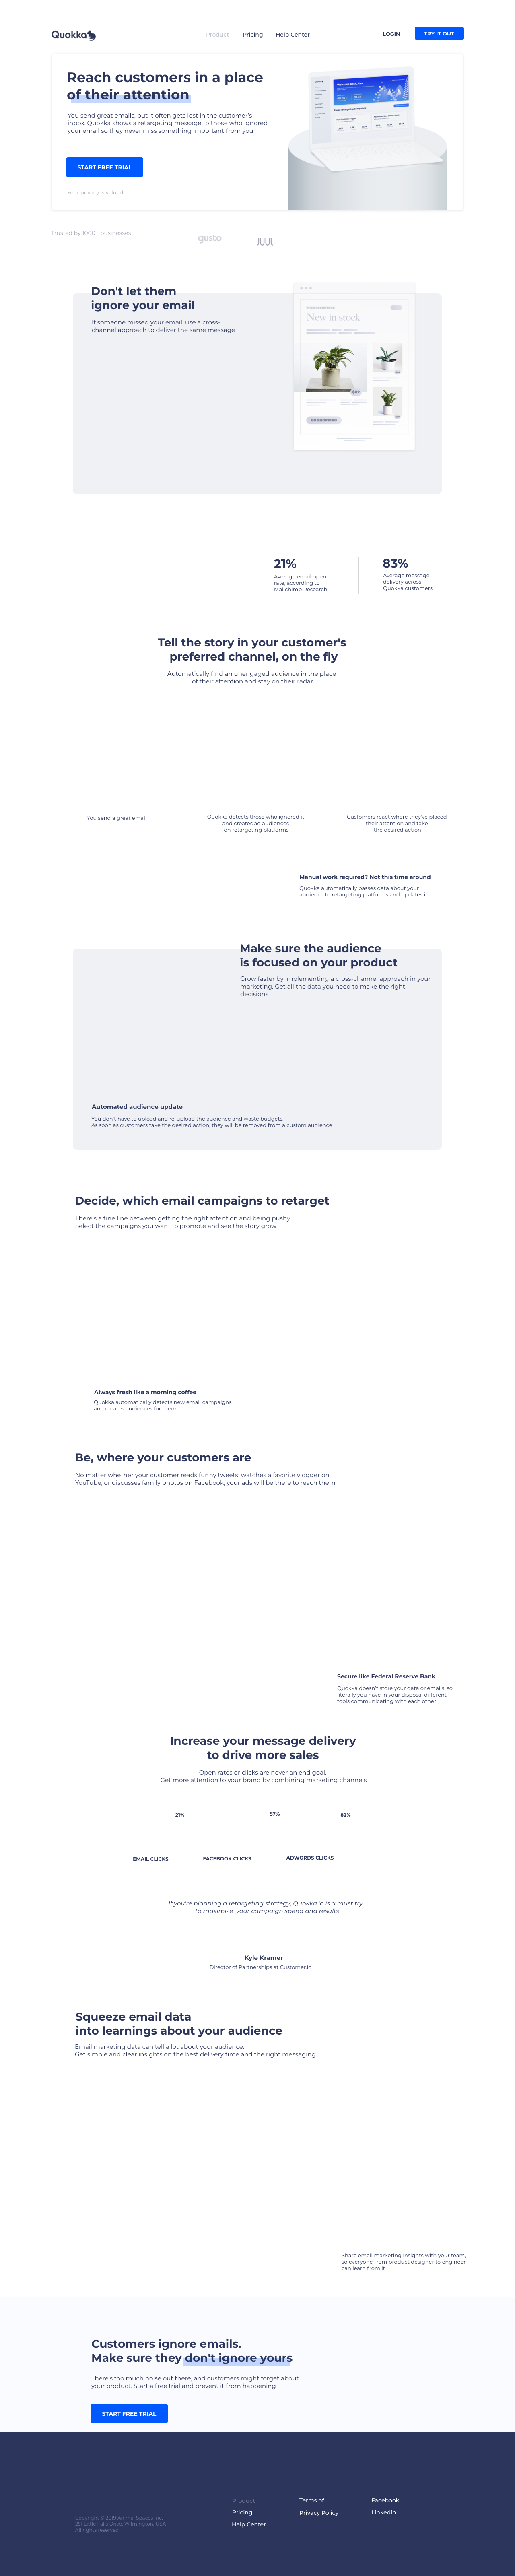 Quokka
Product Pricing Help Center
LOGIN
TRY IT OUT
Reach customers in a place
of their attention
You send great emails, but it often gets lost in the customer's
inbox. Quokka shows a retargeting message to those who ignored
your email so they never miss something important from you
START FREE TRIAL
Your privacy is valued
Trusted by 1000+ businesses
gusto
JUUL
Don't let them
ignore your email
If someone missed your email, use a cross-
channel approach to deliver the same message
New in stock
GO SHOPPING
21%
Average email open
rate, according to
Mailchimp Research
83%
Average message
delivery across
Quokka customers
Tell the story in your customer's
preferred channel, on the fly
Automatically find an unengaged audience in the place
of their attention and stay on their radar
You send a great email
Quokka detects those who ignored it
and creates ad audiences
on retargeting platforms
Customers react where they've placed
their attention and take
the desired action
Manual work required? Not this time around
Quokka automatically passes data about your
audience to retargeting platforms and updates it
Make sure the audience
is focused on your product
Grow faster by implementing a cross-channel approach in your
marketing. Get all the data you need to make the right
decisions
Automated audience update
You don't have to upload and re-upload the audience and waste budgets.
As soon as customers take the desired action, they will be removed from a custom audience
Decide, which email campaigns to retarget
There's a fine line between getting the right attention and being pushy.
Select the campaigns you want to promote and see the story grow
Always fresh like a morning coffee
Quokka automatically detects new email campaigns
and creates audiences for them
Be, where your customers are
No matter whether your customer reads funny tweets, watches a favorite vlogger on
YouTube, or discusses family photos on Facebook, your ads will be there to reach them
Secure like Federal Reserve Bank
Quokka doesn't store your data or emails, so
literally you have in your disposal different
tools communicating with each other
Increase your message delivery
to drive more sales
Open rates or clicks are never an end goal.
Get more attention to your brand by combining marketing channels
21%
57%
82%
EMAIL CLICKS
FACEBOOK CLICKS
ADWORDS CLICKS
If you're planning a retargeting strategy, Quokka.io is a must try
to maximize your campaign spend and results
Kyle Kramer
Director of Partnerships at Customer.io
Squeeze email data
into learnings about your audience
Email marketing data can tell a lot about your audience.
Get simple and clear insights on the best delivery time and the right messaging
Share email marketing insights with your team,
so everyone from product designer to engineer
can learn from it
Customers ignore emails.
Make sure they don't ignore yours
There's too much noise out there, and customers might forget about
your product. Start a free trial and prevent it from happening
START FREE TRIAL
Product
Pricing
Help Center
Terms of
Privacy Policy
Facebook
Linkedin
Copyright © 2019 Animal Spaces Inc.
251 Little Falls Drive, Wilmington, USA
All rights reserved